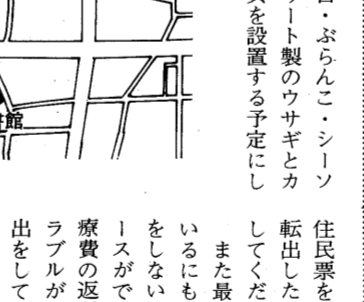 ・ぶらんこ・シーソ
ート製のウサギとカ
を設置する予定にし
住民票を
転出した
してくだ
また最
いるにも
をしない
ースがで
療費の返
ラブルが
出をして
館